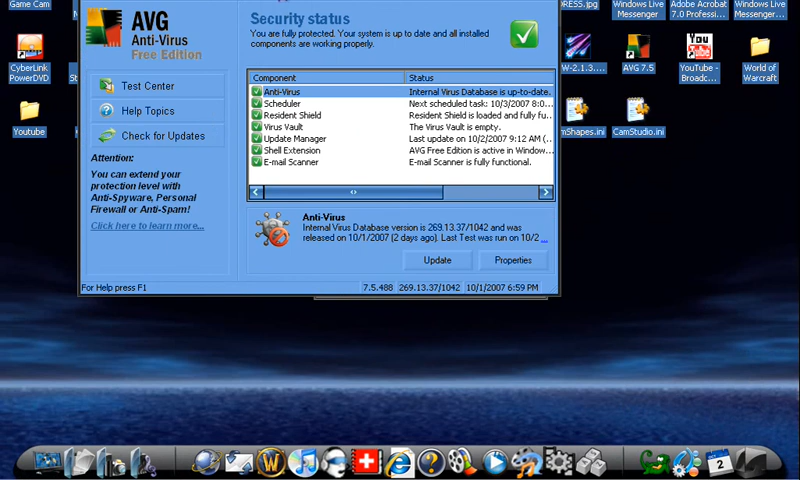 Game Cam
RESS.jpg
Windows Live
Messenger
Adobe Acrobat
7.0 Professi...
Windows Live
Messenger...
AVG
Anti-Virus
Free Edition
Security status
You are fully protected. Your system is up to date and all installed
components are working properly.
CyberLink
PowerDVD
W-2.1.3....
AVG 7.5
You
Tube
YouTube -
Broadc...
World of
Warcraft
Youtube
Test Center
Help Topics
Check for Updates
Attention:
You can extend your
protection level with
Anti-Spyware, Personal
Firewall or Anti-Spam!
Click here to learn more...
Component Status
Anti-Virus Internal Virus Database is up-to-date.
Scheduler Next scheduled task: 10/3/2007 8:0...
Resident Shield Resident Shield is loaded and fully fu...
Virus Vault The Virus Vault is empty.
Update Manager Last update on 10/2/2007 9:12 AM (...
Shell Extension AVG Free Edition is active in Window...
E-mail Scanner E-mail Scanner is fully functional.
mShapes.ini
CamStudio.ini
Anti-Virus
Internal Virus Database version is 269.13.37/1042 and was
released on 10/1/2007 (2 days ago). Last Test was run on 10/2 ...
Update
Properties
For Help press F1
7.5.488 269.13.37/1042 10/1/2007 6:59 PM
W
?
2